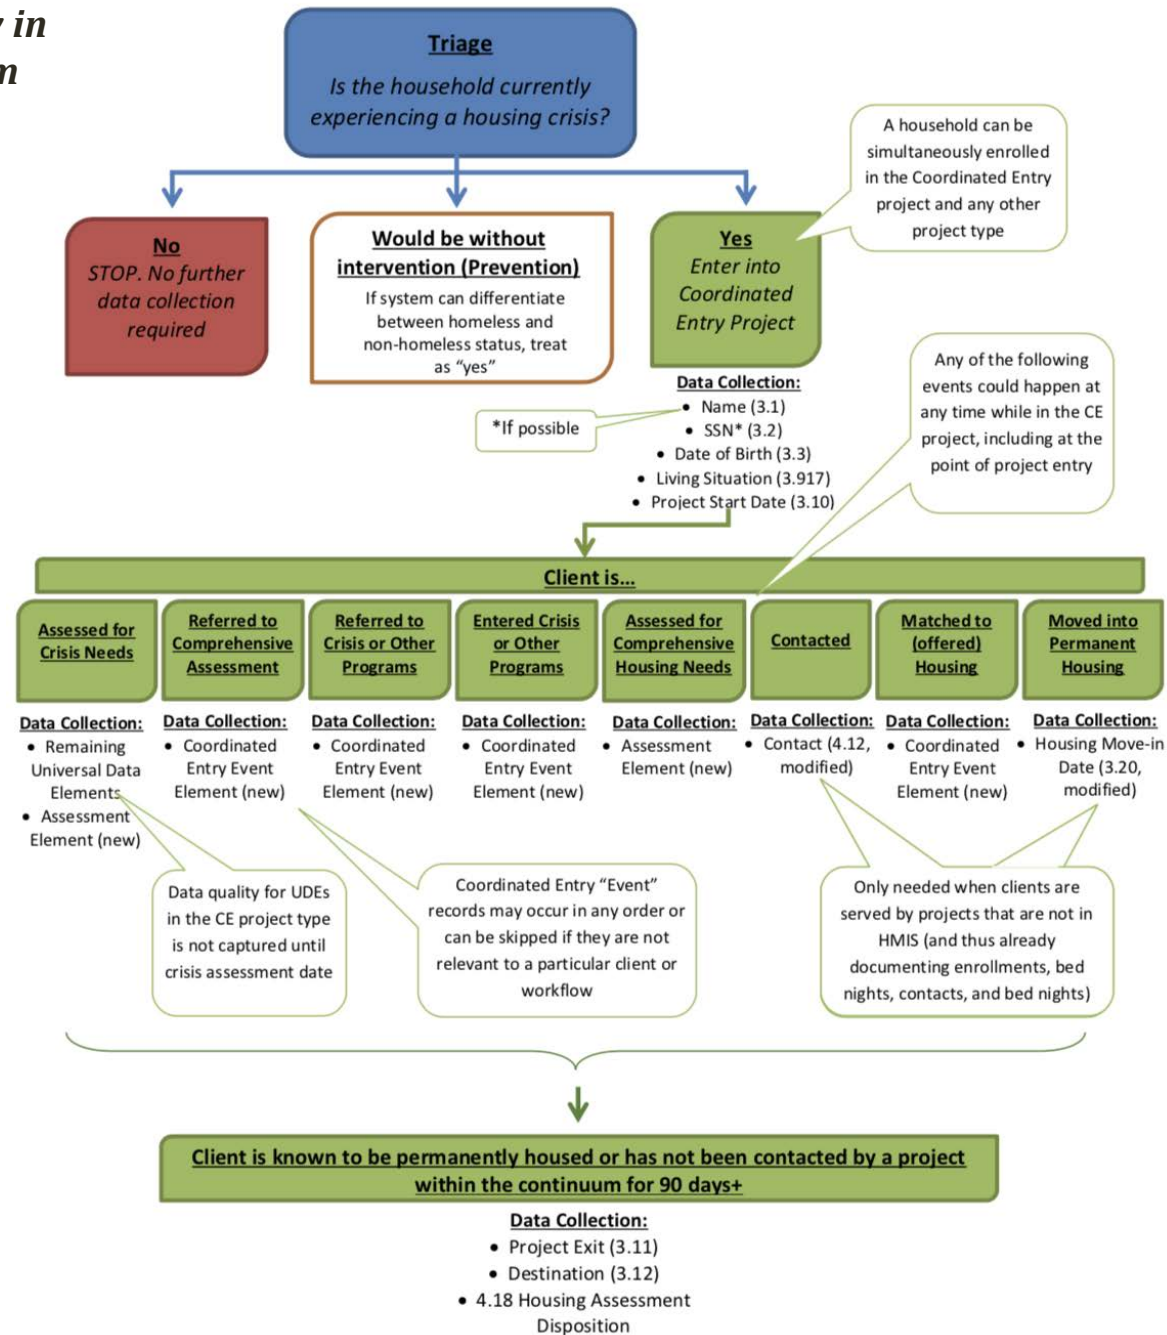 in
Triage
Is the household currently
experiencing a housing crisis?
A household can be
simultaneously enrolled
in the Coordinated Entry
project and any other
project type
No
STOP. No further
data collection
required
Would be without
intervention (Prevention)
If system can differentiate
between homeless and
non-homeless status, treat
as “yes”
Yes
Enter into
Coordinated
Entry Project
Data Collection:
• Name (3.1)
• SSN* (3.2)
• Date of Birth (3.3)
• Living Situation (3.917)
• Project Start Date (3.10)
*If possible
Any of the following
events could happen at
any time while in the CE
project, including at the
point of project entry
Client is…
Assessed for
Crisis Needs
Data Collection:
• Remaining
Universal Data
Elements
• Assessment
Element (new)
Referred to
Comprehensive
Assessment
Data Collection:
• Coordinated
Entry Event
Element (new)
Referred to
Crisis or Other
Programs
Data Collection:
• Coordinated
Entry Event
Element (new)
Entered Crisis
or Other
Programs
Data Collection:
• Coordinated
Entry Event
Element (new)
Assessed for
Comprehensive
Housing Needs
Data Collection:
• Assessment
Element (new)
Contacted
Data Collection:
• Contact (4.12,
modified)
Matched to
(offered)
Housing
Data Collection:
• Coordinated
Entry Event
Element (new)
Moved into
Permanent
Housing
Data Collection:
• Housing Move-in
Date (3.20,
modified)
Data quality for UDEs
in the CE project type
is not captured until
crisis assessment date
Coordinated Entry “Event”
records may occur in any order or
can be skipped if they are not
relevant to a particular client or
workflow
Only needed when clients are
served by projects that are not in
HMIS (and thus already
documenting enrollments, bed
nights, contacts, and bed nights)
Client is known to be permanently housed or has not been contacted by a project
within the continuum for 90 days+
Data Collection:
• Project Exit (3.11)
• Destination (3.12)
• 4.18 Housing Assessment
Disposition